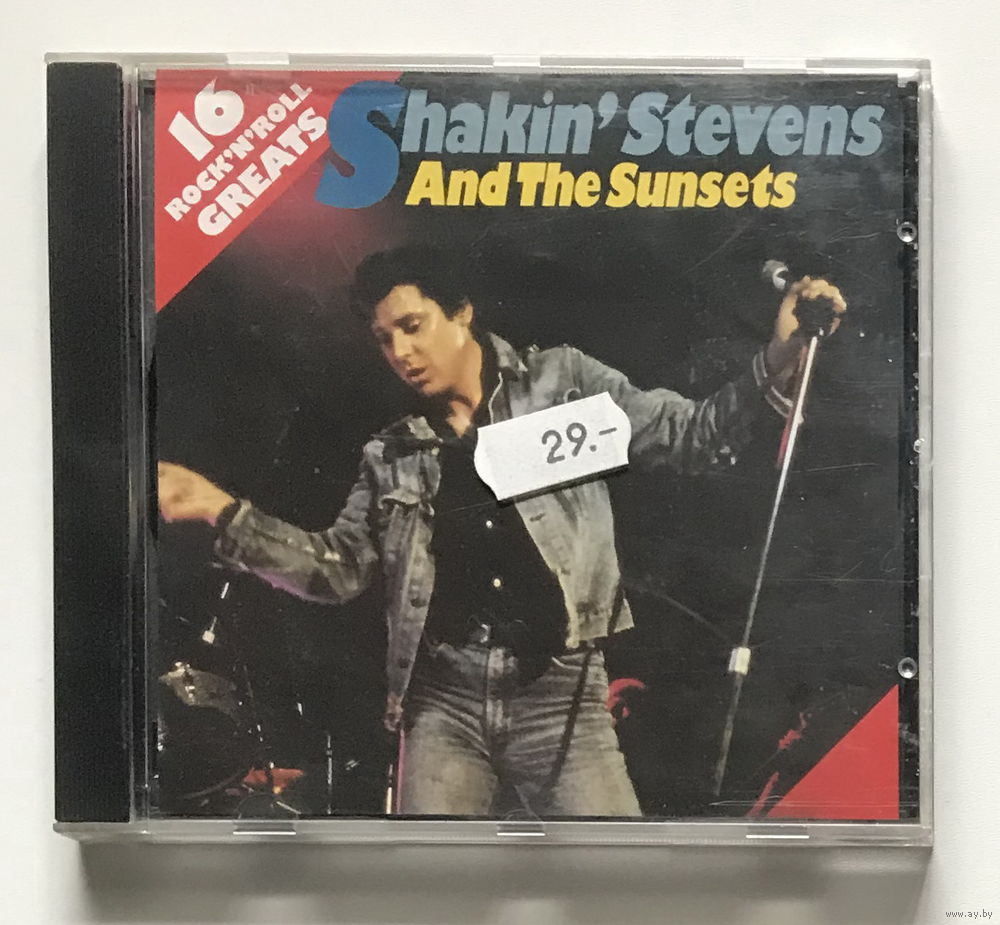 16
ROCK'N'ROLL
GREATS
Shakin' Stevens
And The Sunsets
29.-
www.ay.by